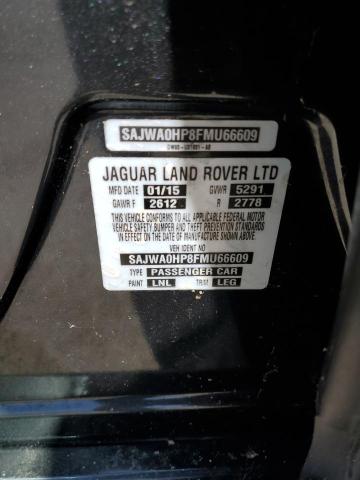 SAJWA0HP8FMU66609
JAGUAR LAND ROVER LTD
MFD DATE 01/15 GVWR 5291
GAWR F 2612 R 2778
THIS VEHICLE CONFORMS TO ALL APPLICABLE FEDERAL MOTOR
VEHICLE SAFETY, BUMPER AND THEFT PREVENTION STANDARDS
IN EFFECT ON THE DATE OF MANUFACTURE SHOWN ABOVE.
VEH IDENT NO
SAJWA0HP8FMU66609
TYPE PASSENGER CAR
PAINT LNL TRIM LEG